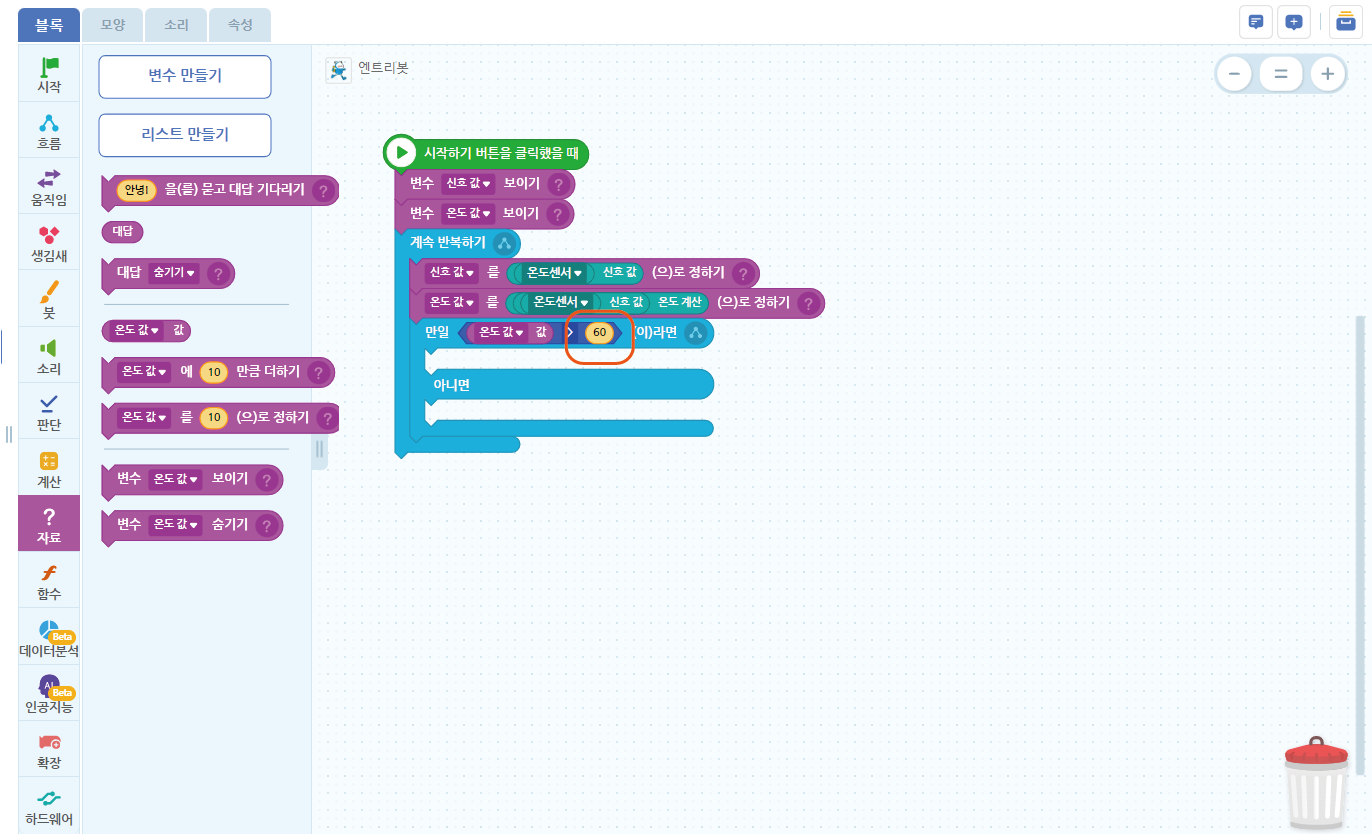 블록 모양 소리 속성
시작
흐름
움직임
생김새
붓
소리
판단
계산
자료
함수
Beta
데이터분석
AI
Beta
인공지능
확장
하드웨어
변수 만들기
리스트 만들기
안녕! 을(를) 묻고 대답 기다리기 ?
대답
대답 숨기기 ?
온도 값 값
온도 값 에 10 만큼 더하기 ?
온도 값 를 10 (으)로 정하기 ?
변수 온도 값 보이기 ?
변수 온도 값 숨기기 ?
엔트리봇
시작하기 버튼을 클릭했을 때
변수 신호 값 보이기 ?
변수 온도 값 보이기 ?
계속 반복하기
신호 값 를 온도센서 신호 값 (으)로 정하기 ?
온도 값 를 온도센서 신호 값 온도 계산 (으)로 정하기 ?
만일 온도 값 값 > 60 (이)라면
아니면